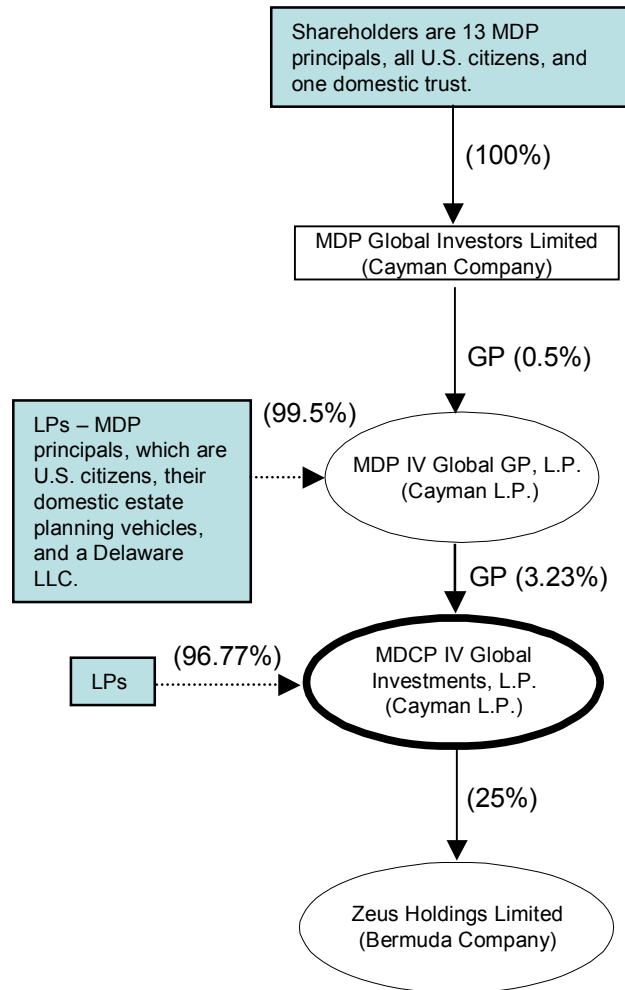 Shareholders are 13 MDP
principals, all U.S. citizens, and
one domestic trust.
(100%)
MDP Global Investors Limited
(Cayman Company)
GP (0.5%)
(99.5%)
LPs – MDP
principals, which are
U.S. citizens, their
domestic estate
planning vehicles,
and a Delaware
LLC.
MDP IV Global GP, L.P.
(Cayman L.P.)
GP (3.23%)
(96.77%)
LPs
MDCP IV Global
Investments, L.P.
(Cayman L.P.)
(25%)
Zeus Holdings Limited
(Bermuda Company)